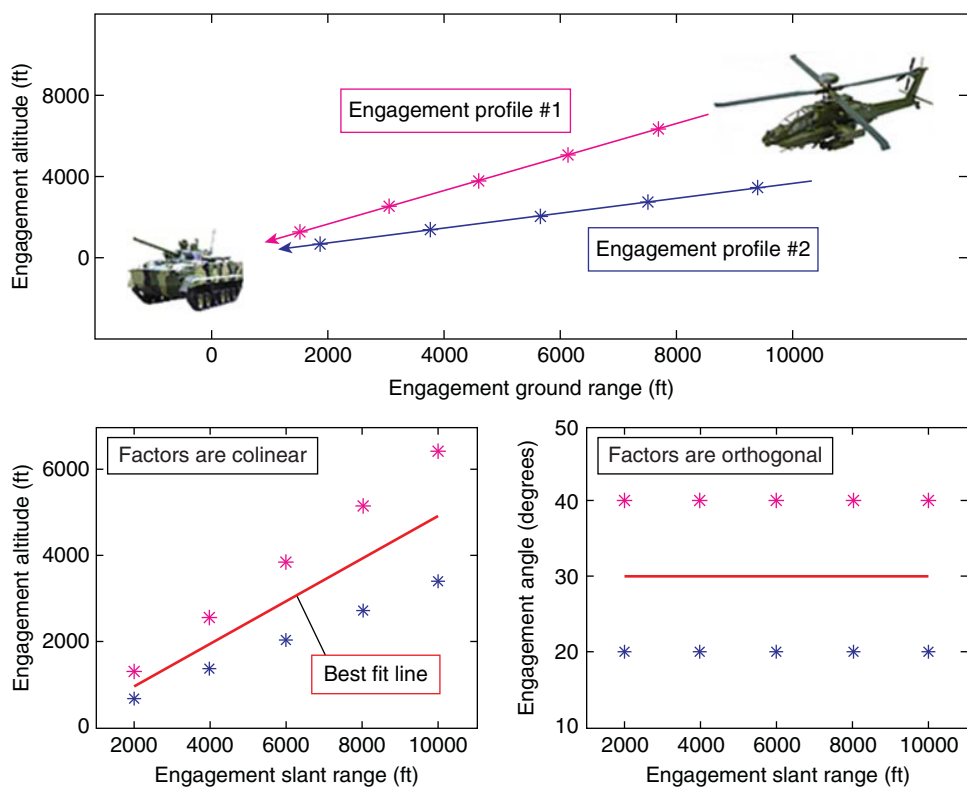 Engagement altitude (ft)
8000
4000
0
Engagement profile #1
Engagement profile #2
0 2000 4000 6000 8000 10000
Engagement ground range (ft)
Engagement altitude (ft)
6000
4000
2000
0
Factors are colinear
Best fit line
2000 4000 6000 8000 10000
Engagement slant range (ft)
Engagement angle (degrees)
50
40
30
20
10
Factors are orthogonal
2000 4000 6000 8000 10000
Engagement slant range (ft)